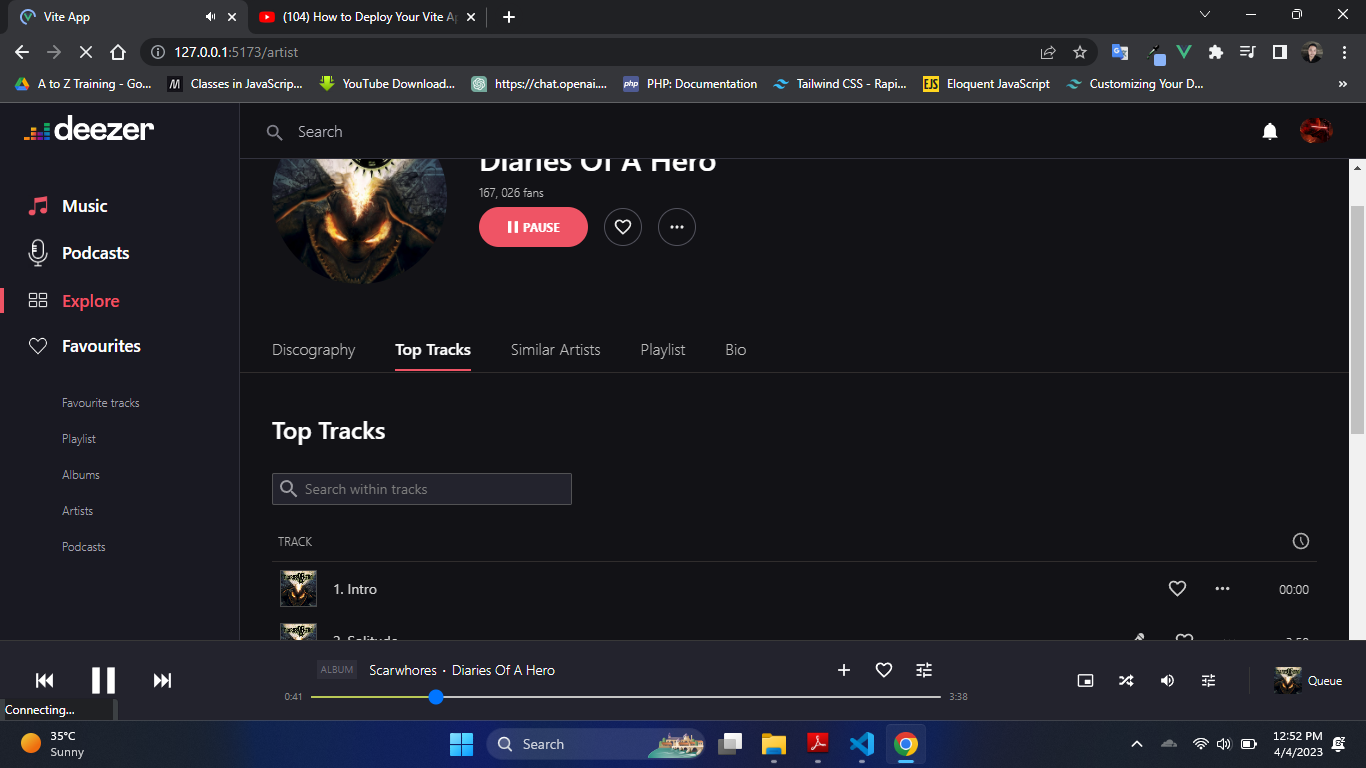 Vite App
(104) How to Deploy Your Vite Ap
127.0.0.1:5173/artist
A to Z Training - Go...
Classes in JavaScrip...
YouTube Download...
https://chat.openai....
PHP: Documentation
Tailwind CSS - Rapi...
Eloquent JavaScript
Customizing Your D...
»
deezer
Search
Music
Podcasts
Explore
Favourites
Favourite tracks
Playlist
Albums
Artists
Podcasts
Diaries Of A Hero
167, 026 fans
PAUSE
Discography
Top Tracks
Similar Artists
Playlist
Bio
Top Tracks
Search within tracks
TRACK
1. Intro
00:00
2. Solitude
3:50
ALBUM
Scarwhores · Diaries Of A Hero
0:41
3:38
Queue
Connecting...
35°C
Sunny
Search
12:52 PM
4/4/2023